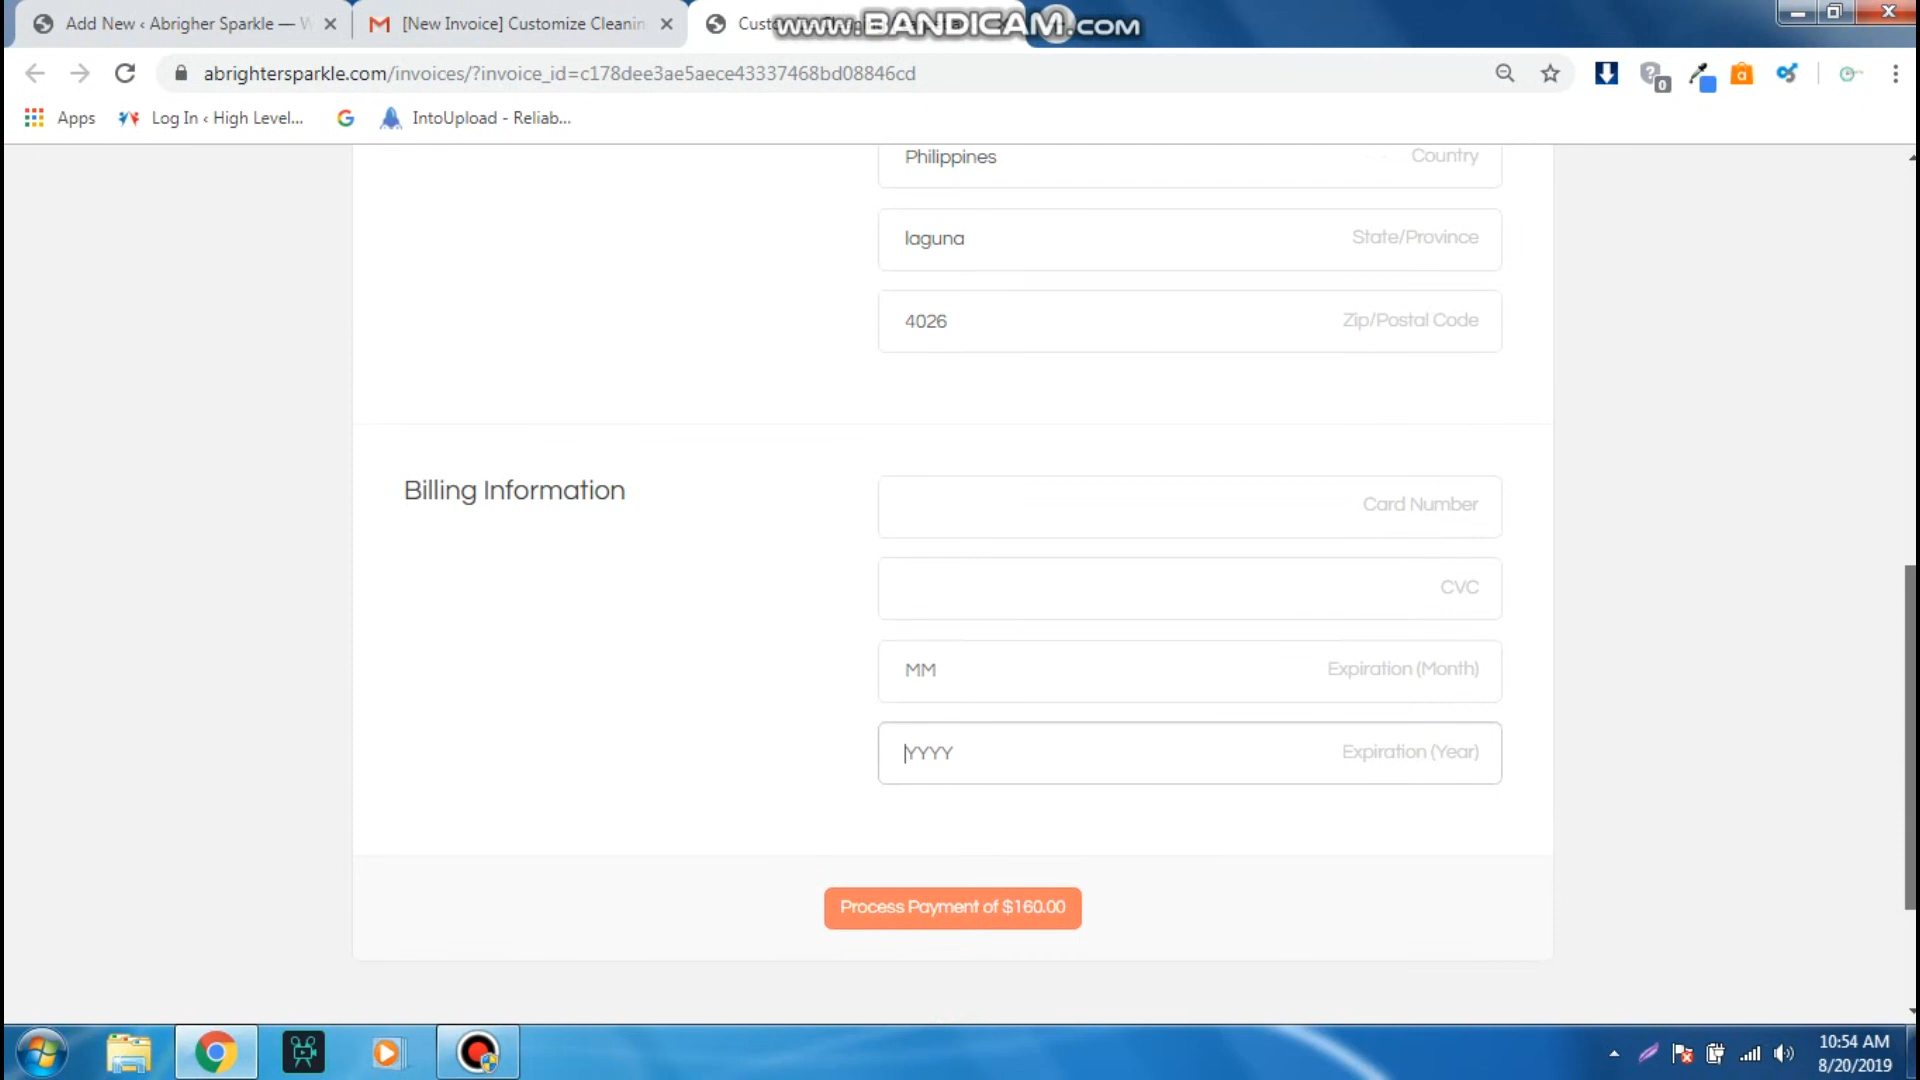 Add New ‹ Abrigher Sparkle — W
[New Invoice] Customize Cleanin
Custo
www.BANDICAM.COM
abrightersparkle.com/invoices/?invoice_id=c178dee3ae5aece43337468bd08846cd
0
a
Apps
Log In ‹ High Level...
IntoUpload - Reliab...
Philippines
Country
laguna
State/Province
4026
Zip/Postal Code
Billing Information
Card Number
CVC
MM
Expiration (Month)
YYYY
Expiration (Year)
Process Payment of $160.00
10:54 AM
8/20/2019